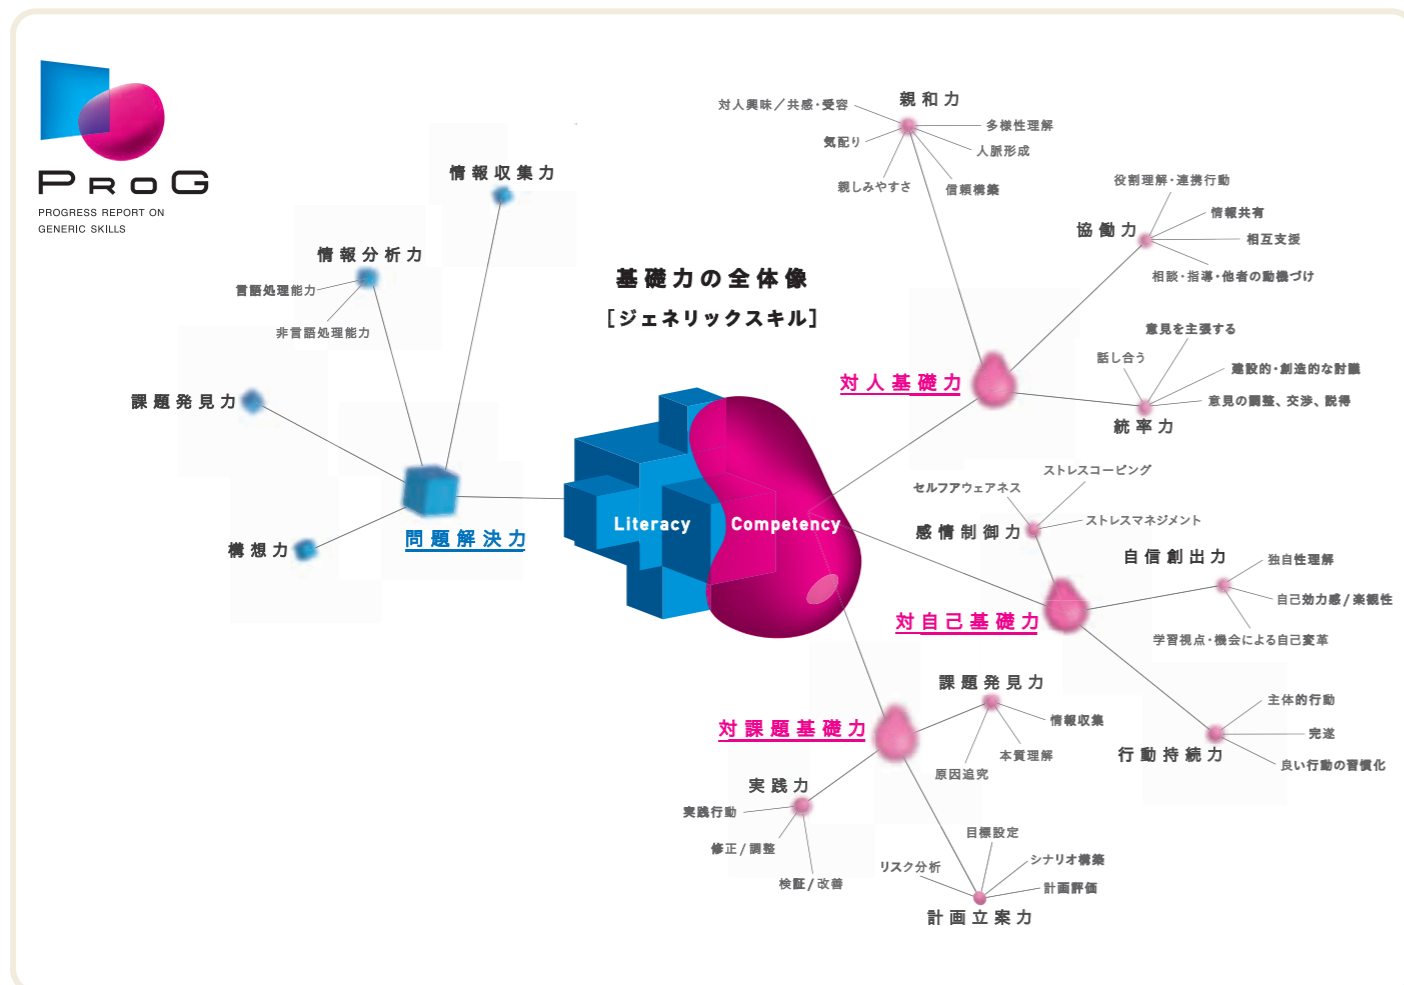 PROG
PROGRESS REPORT ON
GENERIC SKILLS
基礎力の全体像
[ジェネリックスキル]
Literacy
Competency
問題解決力
情報収集力
情報分析力
言語処理能力
非言語処理能力
課題発見力
構想力
対人基礎力
親和力
対人興味／共感・受容
気配り
親しみやすさ
多様性理解
人脈形成
信頼構築
協働力
役割理解・連携行動
情報共有
相互支援
相談・指導・他者の動機づけ
統率力
意見を主張する
話し合う
建設的・創造的な討議
意見の調整、交渉、説得
対自己基礎力
感情制御力
ストレスコーピング
セルフアウェアネス
ストレスマネジメント
自信創出力
独自性理解
自己効力感/楽観性
学習視点・機会による自己変革
行動持続力
主体的行動
完遂
良い行動の習慣化
対課題基礎力
課題発見力
情報収集
本質理解
原因追究
実践力
実践行動
修正/調整
検証/改善
計画立案力
目標設定
リスク分析
シナリオ構築
計画評価